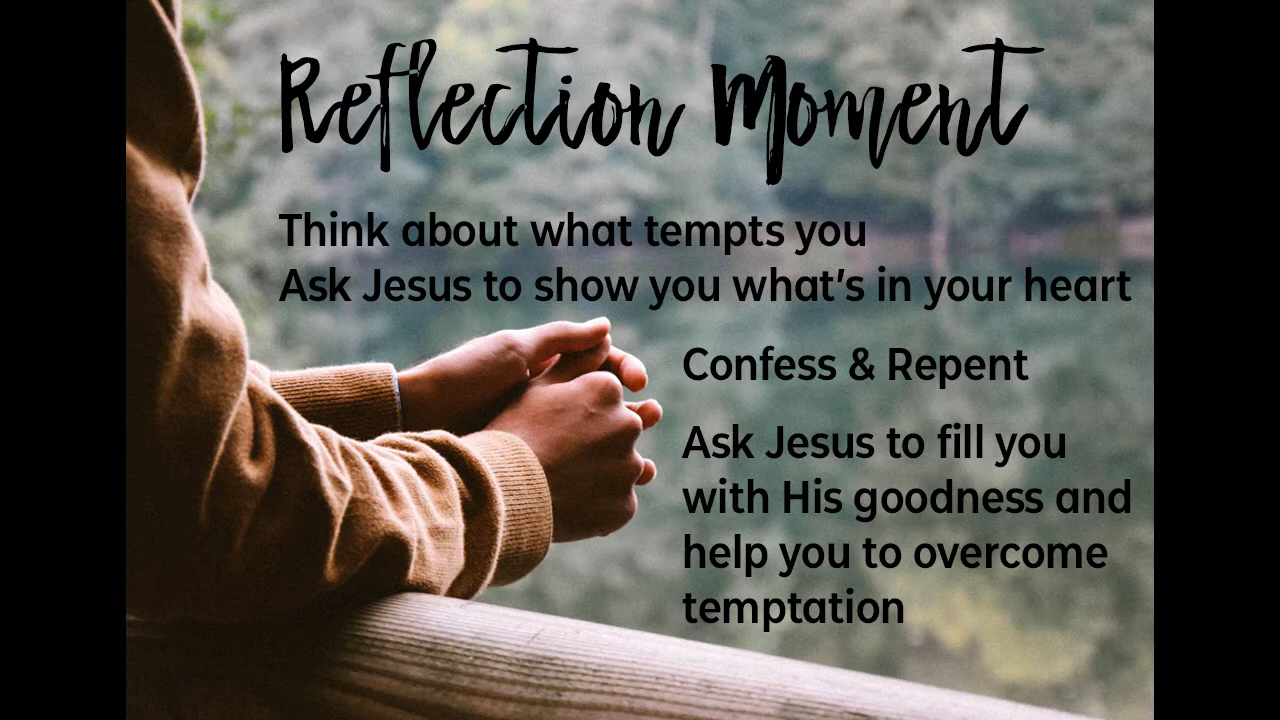 Reflection Moment
Think about what tempts you
Ask Jesus to show you what's in your heart
Confess & Repent
Ask Jesus to fill you
with His goodness and
help you to overcome
temptation